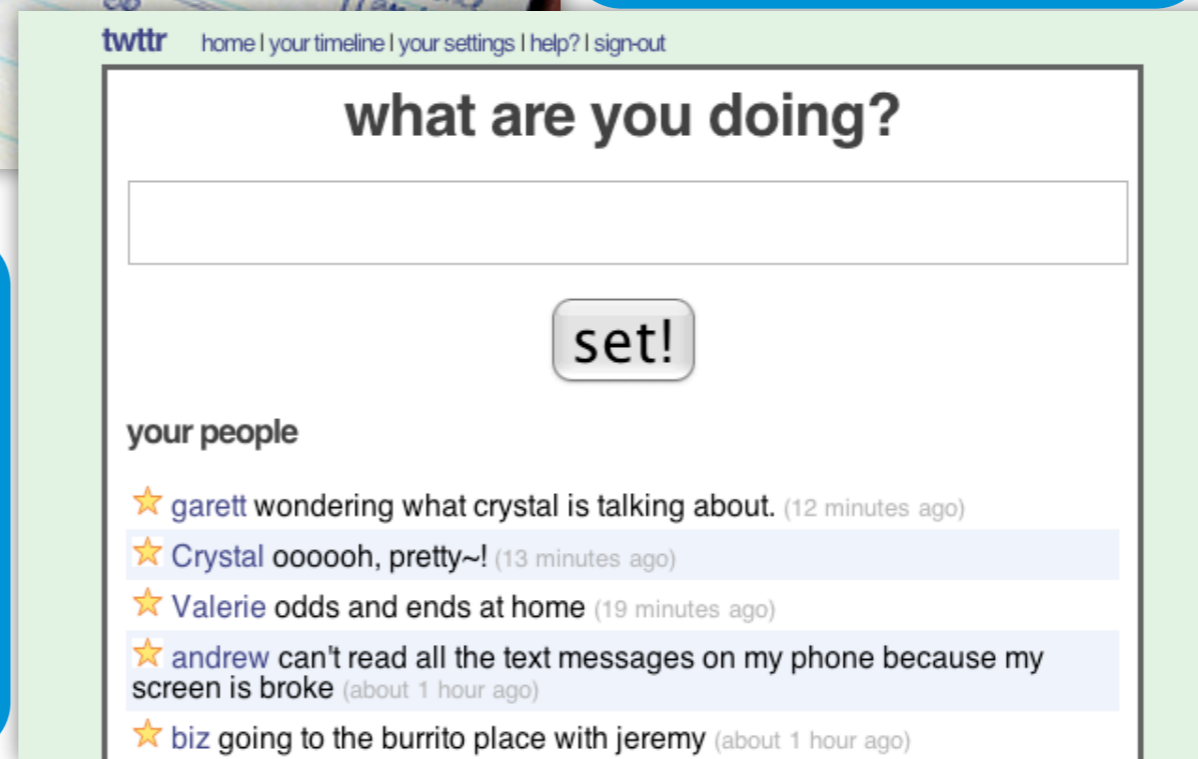 twttr home | your timeline | your settings | help? | sign-out
what are you doing?
set!
your people
garett wondering what crystal is talking about. (12 minutes ago)
Crystal oooooh, pretty~! (13 minutes ago)
Valerie odds and ends at home (19 minutes ago)
andrew can't read all the text messages on my phone because my
screen is broke (about 1 hour ago)
biz going to the burrito place with jeremy (about 1 hour ago)